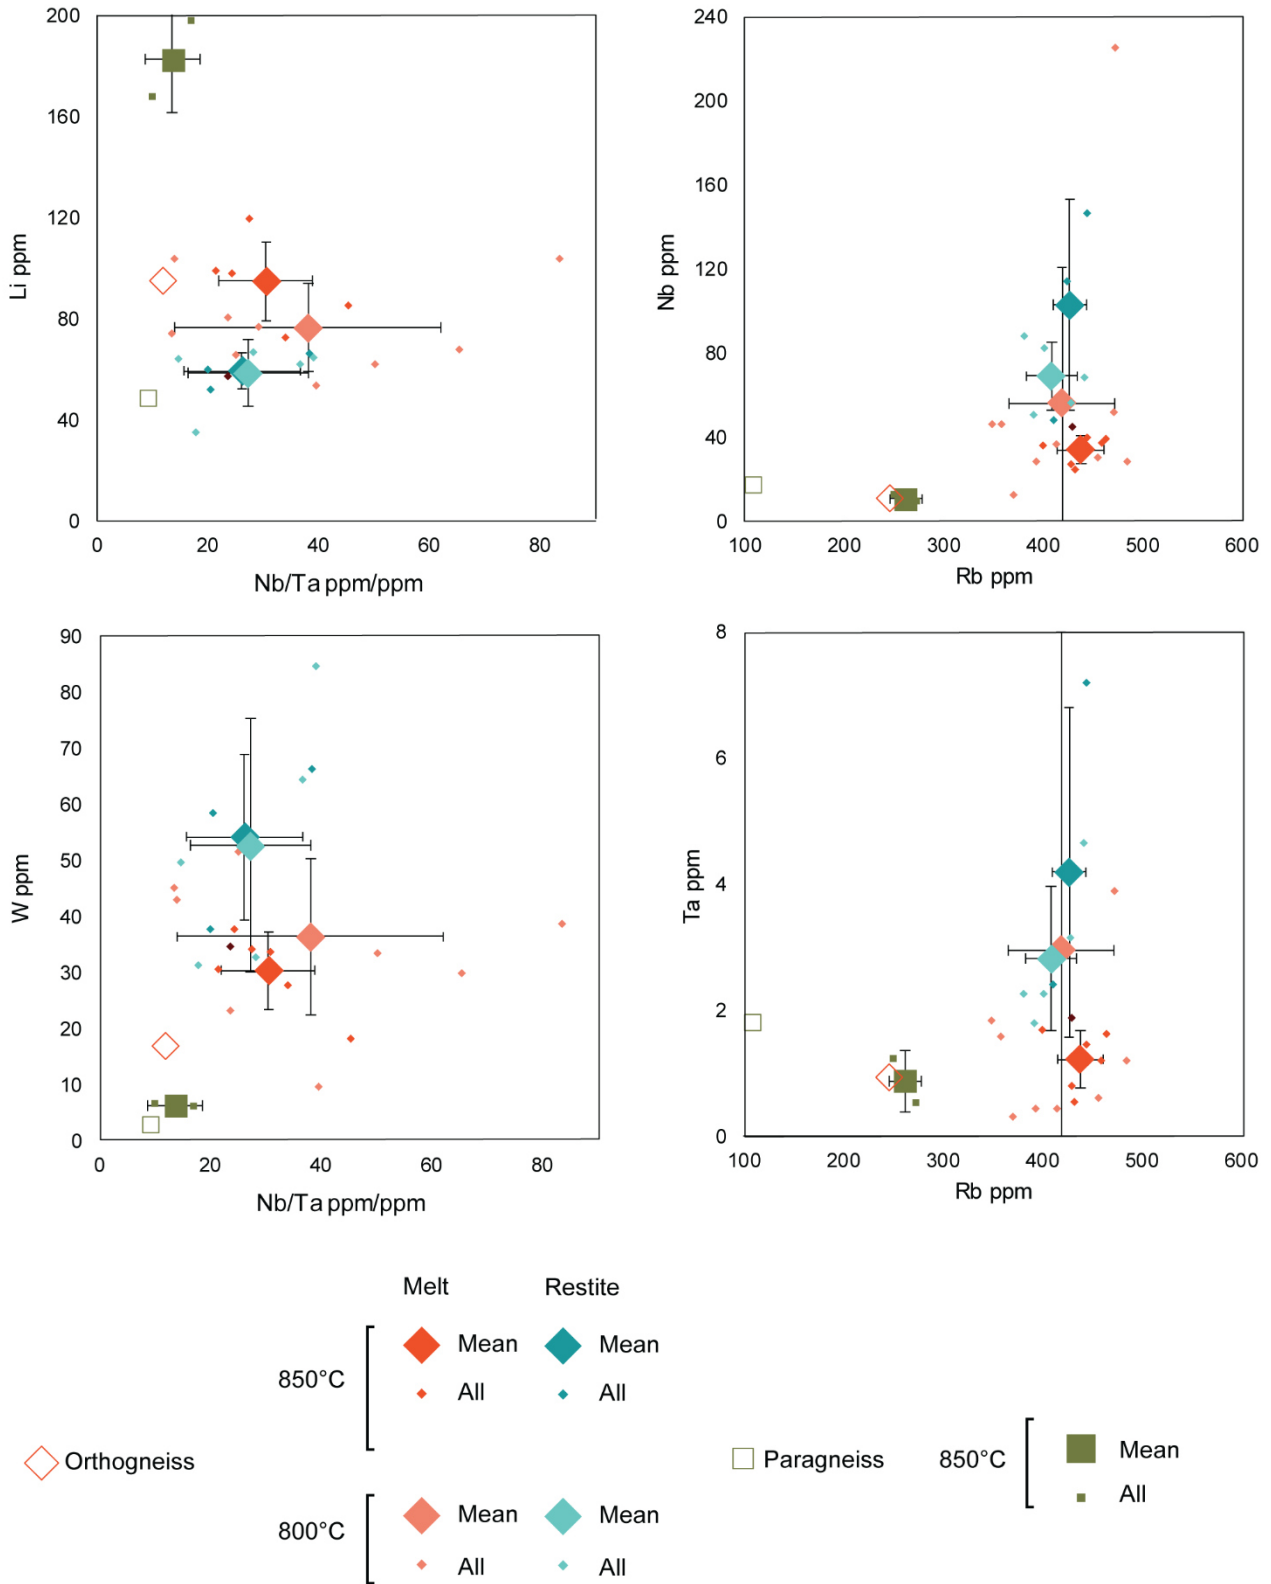 200
160
120
80
40
0
Li ppm
0 20 40 60 80
Nb/Ta ppm/ppm
240
200
160
120
80
40
0
Nb ppm
100 200 300 400 500 600
Rb ppm
90
80
70
60
50
40
30
20
10
0
W ppm
0 20 40 60 80
Nb/Ta ppm/ppm
8
6
4
2
0
Ta ppm
100 200 300 400 500 600
Rb ppm
Melt Restite
850°C
Mean Mean
All All
Orthogneiss
800°C
Mean Mean
All All
Paragneiss
850°C
Mean
All